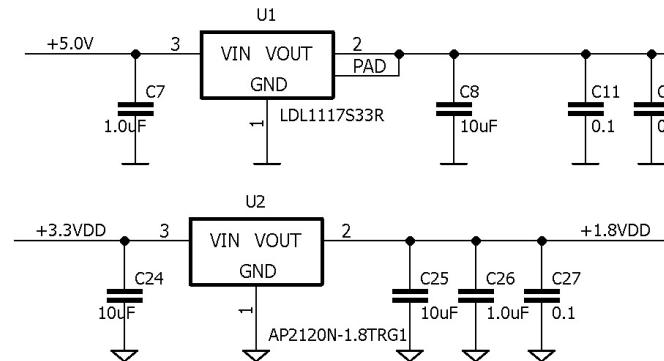 U1
+5.0V
3
VIN VOUT
2
PAD
GND
C7
1.0uF
1
LDL1117S33R
C8
10uF
C11
0.1
U2
+3.3VDD
3
VIN VOUT
2
+1.8VDD
GND
C24
10uF
1
AP2120N-1.8TRG1
C25
10uF
C26
1.0uF
C27
0.1